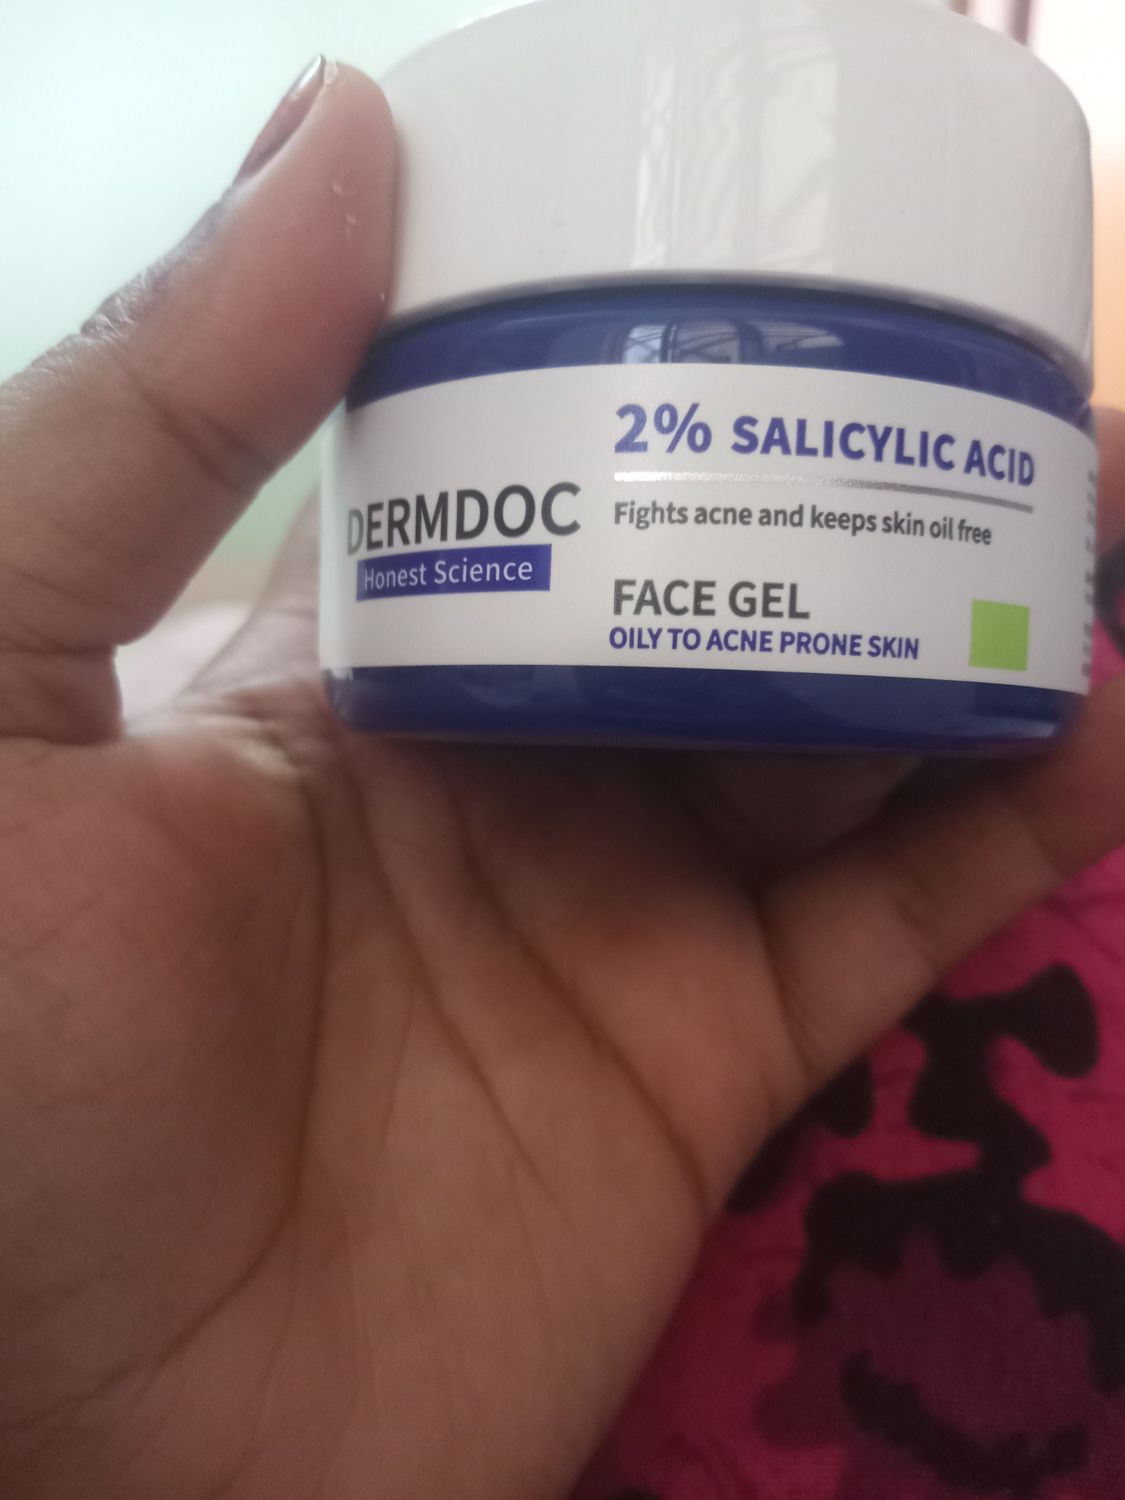 DERMDOC
Honest Science
2% SALICYLIC ACID
Fights acne and keeps skin oil free
FACE GEL
OILY TO ACNE PRONE SKIN